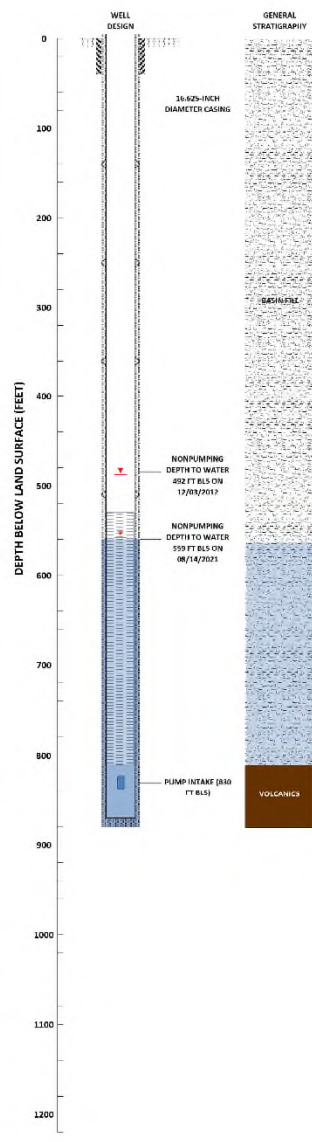 WELL
DESIGN
GENERAL
STRATIGRAPHY
DEPTH BELOW LAND SURFACE (FEET)
0
100
200
300
400
500
600
700
800
900
1000
1100
1200
16.625-INCH
DIAMETER CASING
BASIN FILL
NONPUMPING
DEPTH TO WATER
492 FT BLS ON
12/03/2012
NONPUMPING
DEPTH TO WATER
559 FT BLS ON
08/14/2021
PUMP INTAKE (830
FT BLS)
VOLCANICS